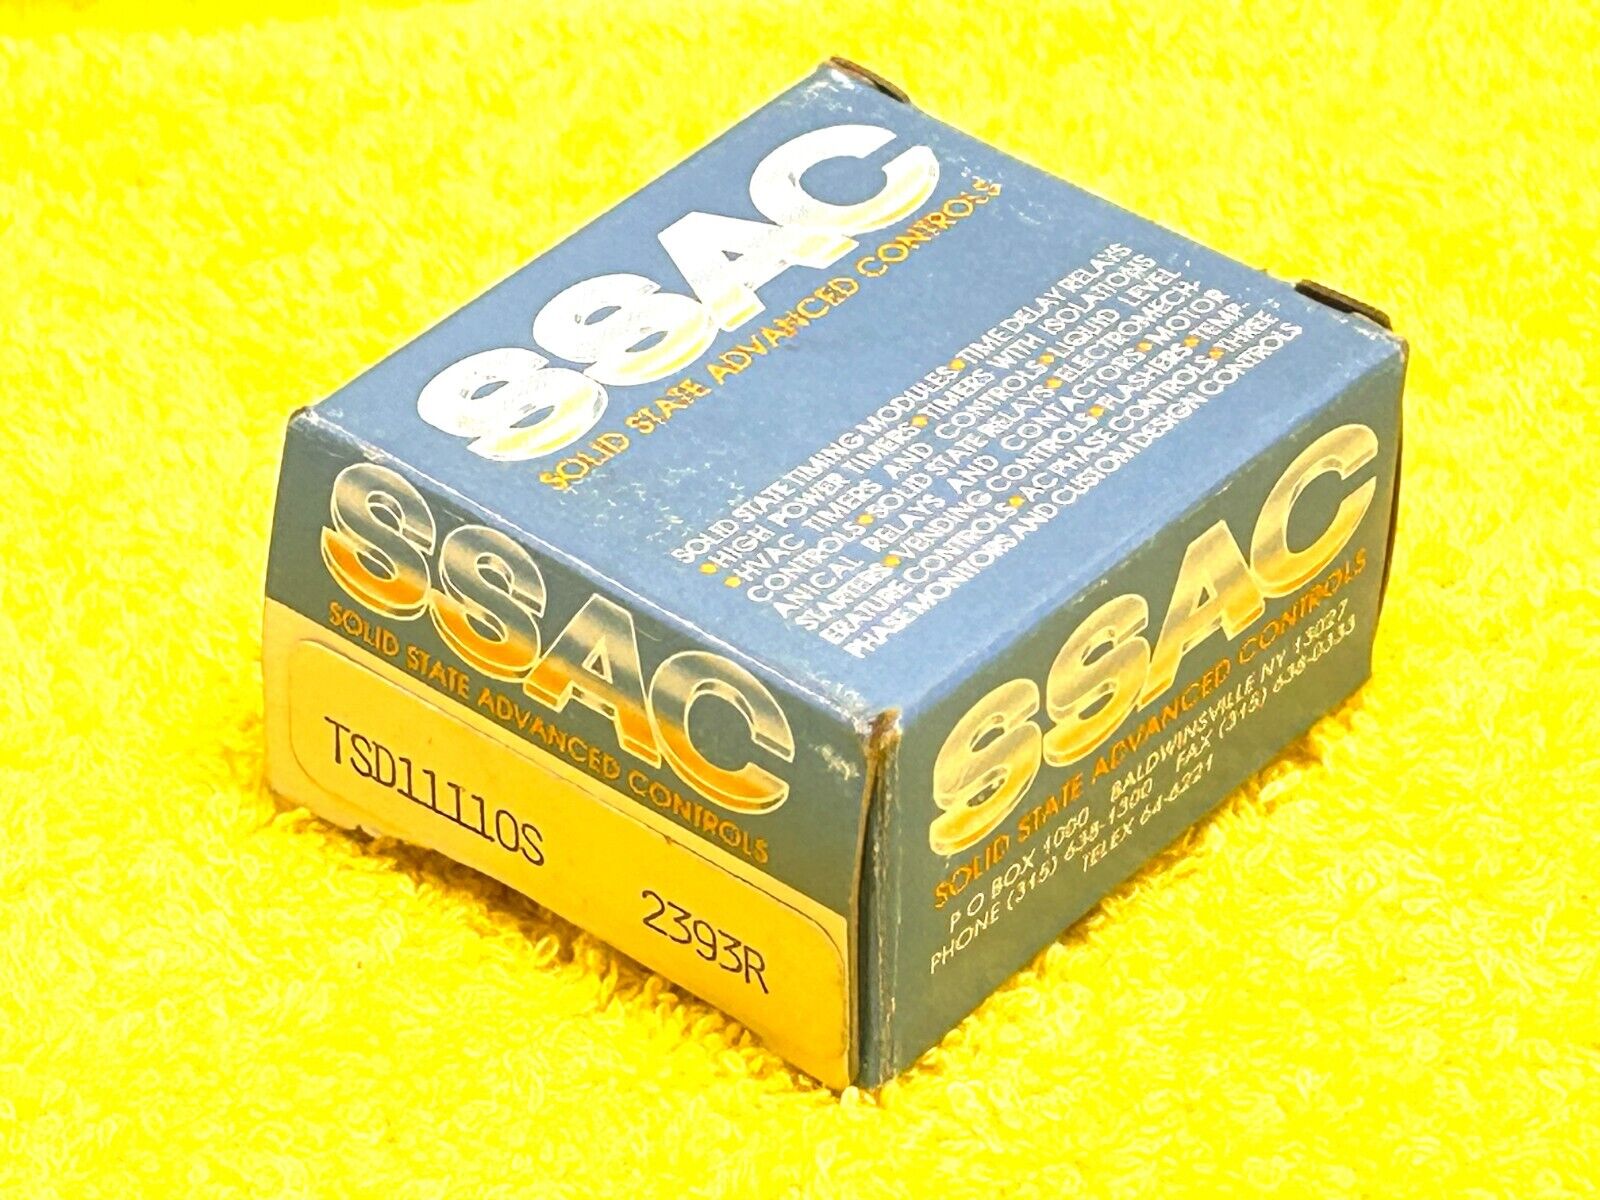 SSAC
SOLID STATE ADVANCED CONTROLS
SOLID STATE TIMING MODULES • TIME DELAY RELAYS
• HIGH POWER TIMERS • TIMERS WITH ISOLATIONS
• HVAC TIMERS AND CONTROLS • LIQUID LEVEL
CONTROLS • SOLID STATE RELAYS • ELECTROMECH-
ANICAL RELAYS AND CONTACTORS • MOTOR
STARTERS • VENDING CONTROLS • FLASHERS • TEMP-
ERATURE CONTROLS • AC PHASE CONTROLS • THREE
PHASE MONITORS AND CUSTOM DESIGN CONTROLS
SSAC
SOLID STATE ADVANCED CONTROLS
TSD11110S
2393R
SSAC
SOLID STATE ADVANCED CONTROLS
P O BOX 1000 BALDWINSVILLE NY 13027
PHONE (315) 638-1300 FAX (315) 638-0333
TELEX 64-6221